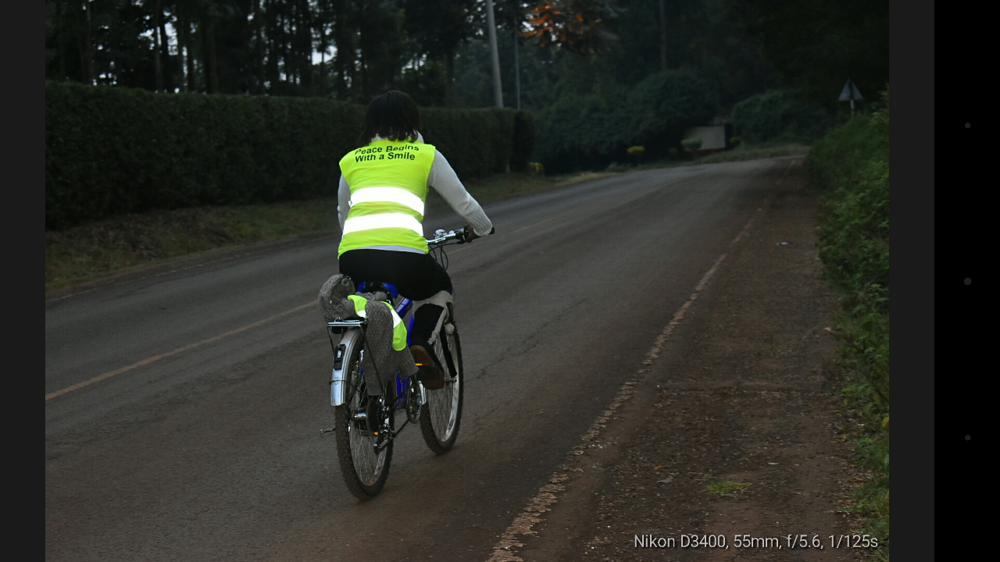 Peace Begins
With a Smile
Nikon D3400, 55mm, f/5.6, 1/125s